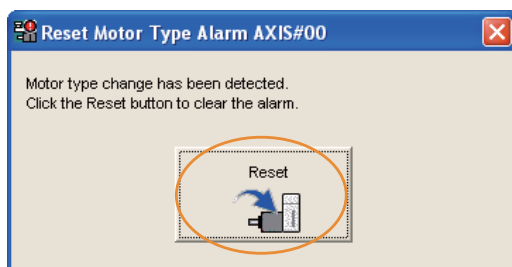 Reset Motor Type Alarm AXIS#00
Motor type change has been detected.
Click the Reset button to clear the alarm.
Reset